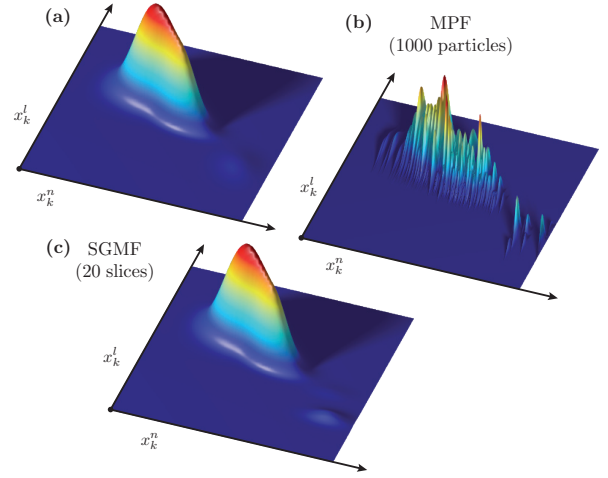 (a)
x_k^l
x_k^n
(b)
MPF
(1000 particles)
x_k^l
x_k^n
(c)
SGMF
(20 slices)
x_k^l
x_k^n